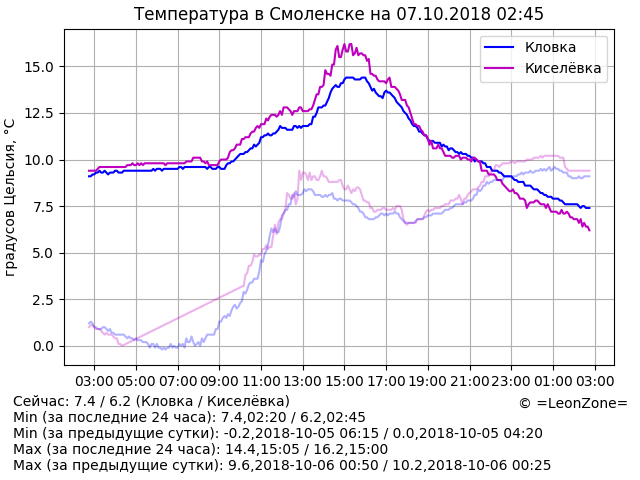 Температура в Смоленске на 07.10.2018 02:45
Кловка
Киселёвка
градусов Цельсия, °C
15.0
12.5
10.0
7.5
5.0
2.5
0.0
03:00 05:00 07:00 09:00 11:00 13:00 15:00 17:00 19:00 21:00 23:00 01:00 03:00
Сейчас: 7.4 / 6.2 (Кловка / Киселёвка)
© =LeonZone=
Min (за последние 24 часа): 7.4,02:20 / 6.2,02:45
Min (за предыдущие сутки): -0.2,2018-10-05 06:15 / 0.0,2018-10-05 04:20
Max (за последние 24 часа): 14.4,15:05 / 16.2,15:00
Max (за предыдущие сутки): 9.6,2018-10-06 00:50 / 10.2,2018-10-06 00:25